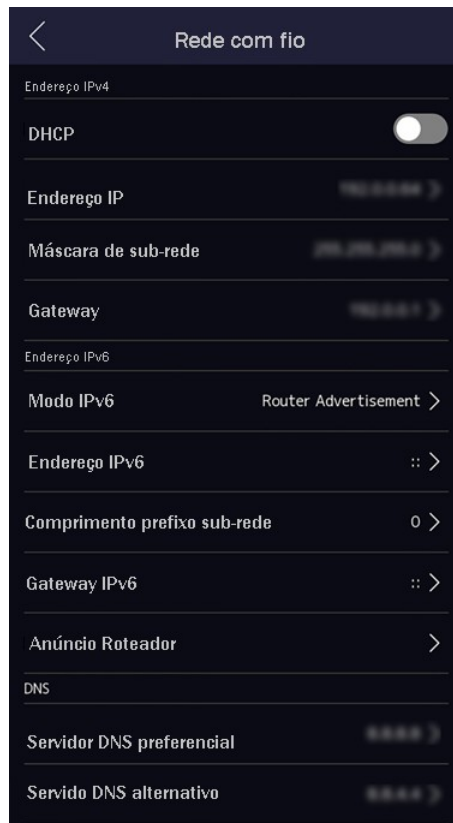 Rede com fio
Endereço IPv4
DHCP
Endereço IP
Máscara de sub-rede
Gateway
Endereço IPv6
Modo IPv6 Router Advertisement
Endereço IPv6 ::
Comprimento prefixo sub-rede 0
Gateway IPv6 ::
Anúncio Roteador
DNS
Servidor DNS preferencial
Servido DNS alternativo